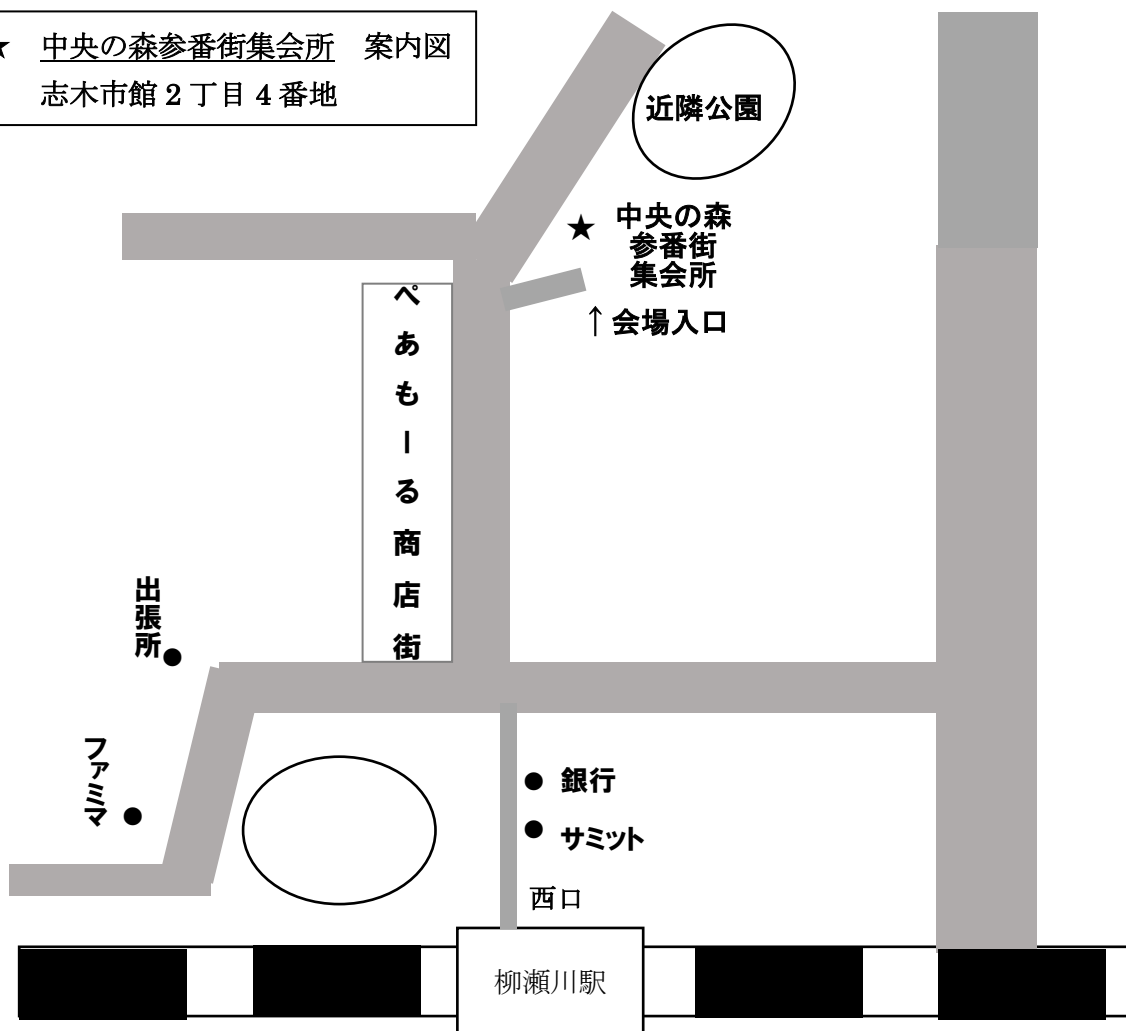 ★ 中央の森参番街集会所 案内図
志木市館2丁目4番地
近隣公園
★ 中央の森
参番街
集会所
↑会場入口
ぺあもーる商店街
出張所
ファミマ
銀行
サミット
西口
柳瀬川駅